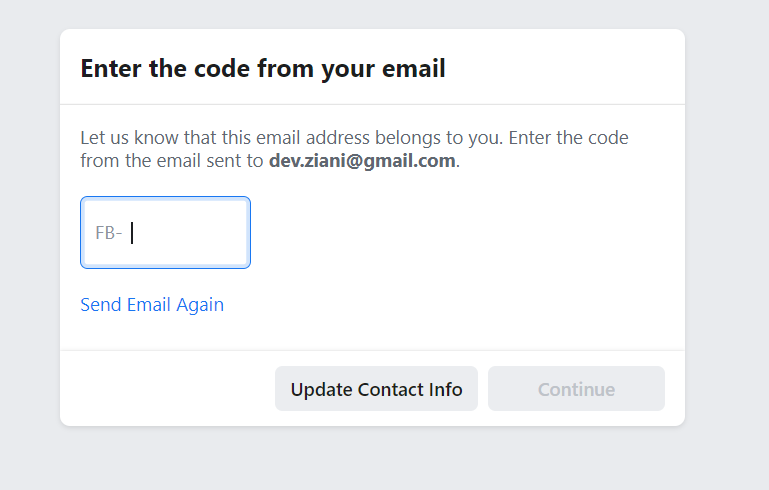 Enter the code from your email
Let us know that this email address belongs to you. Enter the code
from the email sent to dev.ziani@gmail.com.
FB-
Send Email Again
Update Contact Info
Continue